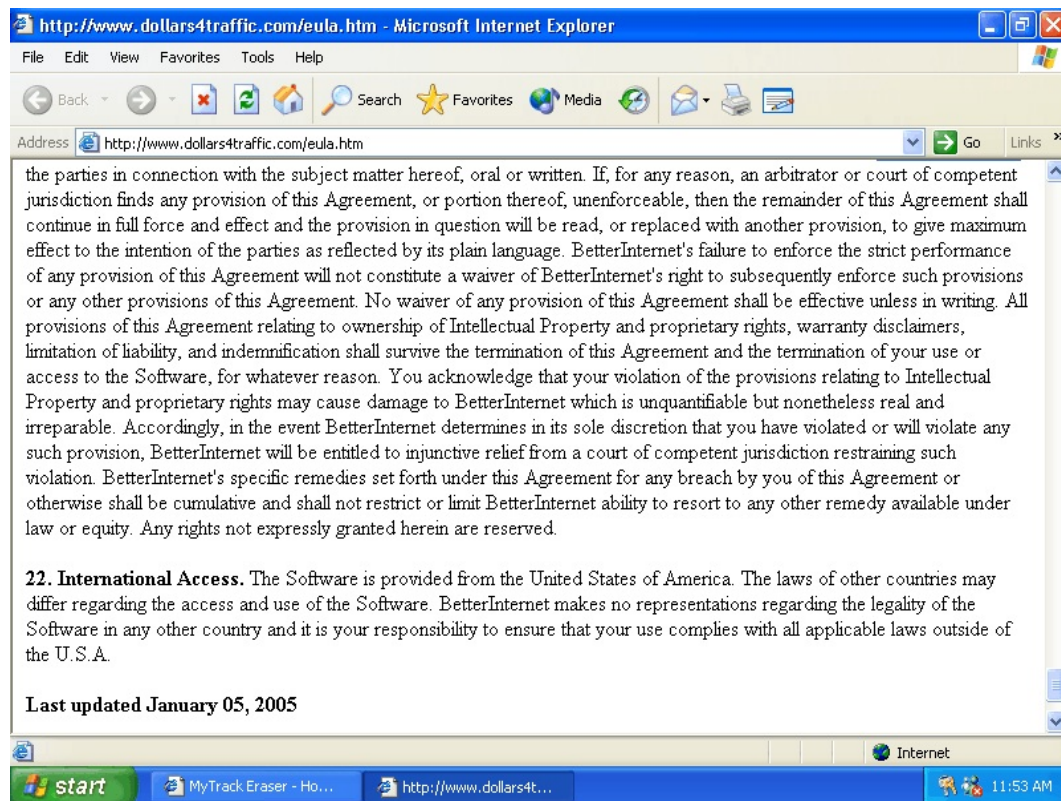 http://www.dollars4traffic.com/eula.htm - Microsoft Internet Explorer
File Edit View Favorites Tools Help
Back Search Favorites Media
Address http://www.dollars4traffic.com/eula.htm Go Links »
the parties in connection with the subject matter hereof, oral or written. If, for any reason, an arbitrator or court of competent
jurisdiction finds any provision of this Agreement, or portion thereof, unenforceable, then the remainder of this Agreement shall
continue in full force and effect and the provision in question will be read, or replaced with another provision, to give maximum
effect to the intention of the parties as reflected by its plain language. BetterInternet's failure to enforce the strict performance
of any provision of this Agreement will not constitute a waiver of BetterInternet's right to subsequently enforce such provisions
or any other provisions of this Agreement. No waiver of any provision of this Agreement shall be effective unless in writing. All
provisions of this Agreement relating to ownership of Intellectual Property and proprietary rights, warranty disclaimers,
limitation of liability, and indemnification shall survive the termination of this Agreement and the termination of your use or
access to the Software, for whatever reason. You acknowledge that your violation of the provisions relating to Intellectual
Property and proprietary rights may cause damage to BetterInternet which is unquantifiable but nonetheless real and
irreparable. Accordingly, in the event BetterInternet determines in its sole discretion that you have violated or will violate any
such provision, BetterInternet will be entitled to injunctive relief from a court of competent jurisdiction restraining such
violation. BetterInternet's specific remedies set forth under this Agreement for any breach by you of this Agreement or
otherwise shall be cumulative and shall not restrict or limit BetterInternet ability to resort to any other remedy available under
law or equity. Any rights not expressly granted herein are reserved.
22. International Access. The Software is provided from the United States of America. The laws of other countries may
differ regarding the access and use of the Software. BetterInternet makes no representations regarding the legality of the
Software in any other country and it is your responsibility to ensure that your use complies with all applicable laws outside of
the U.S.A.
Last updated January 05, 2005
Internet
start MyTrack Eraser - Ho... http://www.dollars4t... 11:53 AM